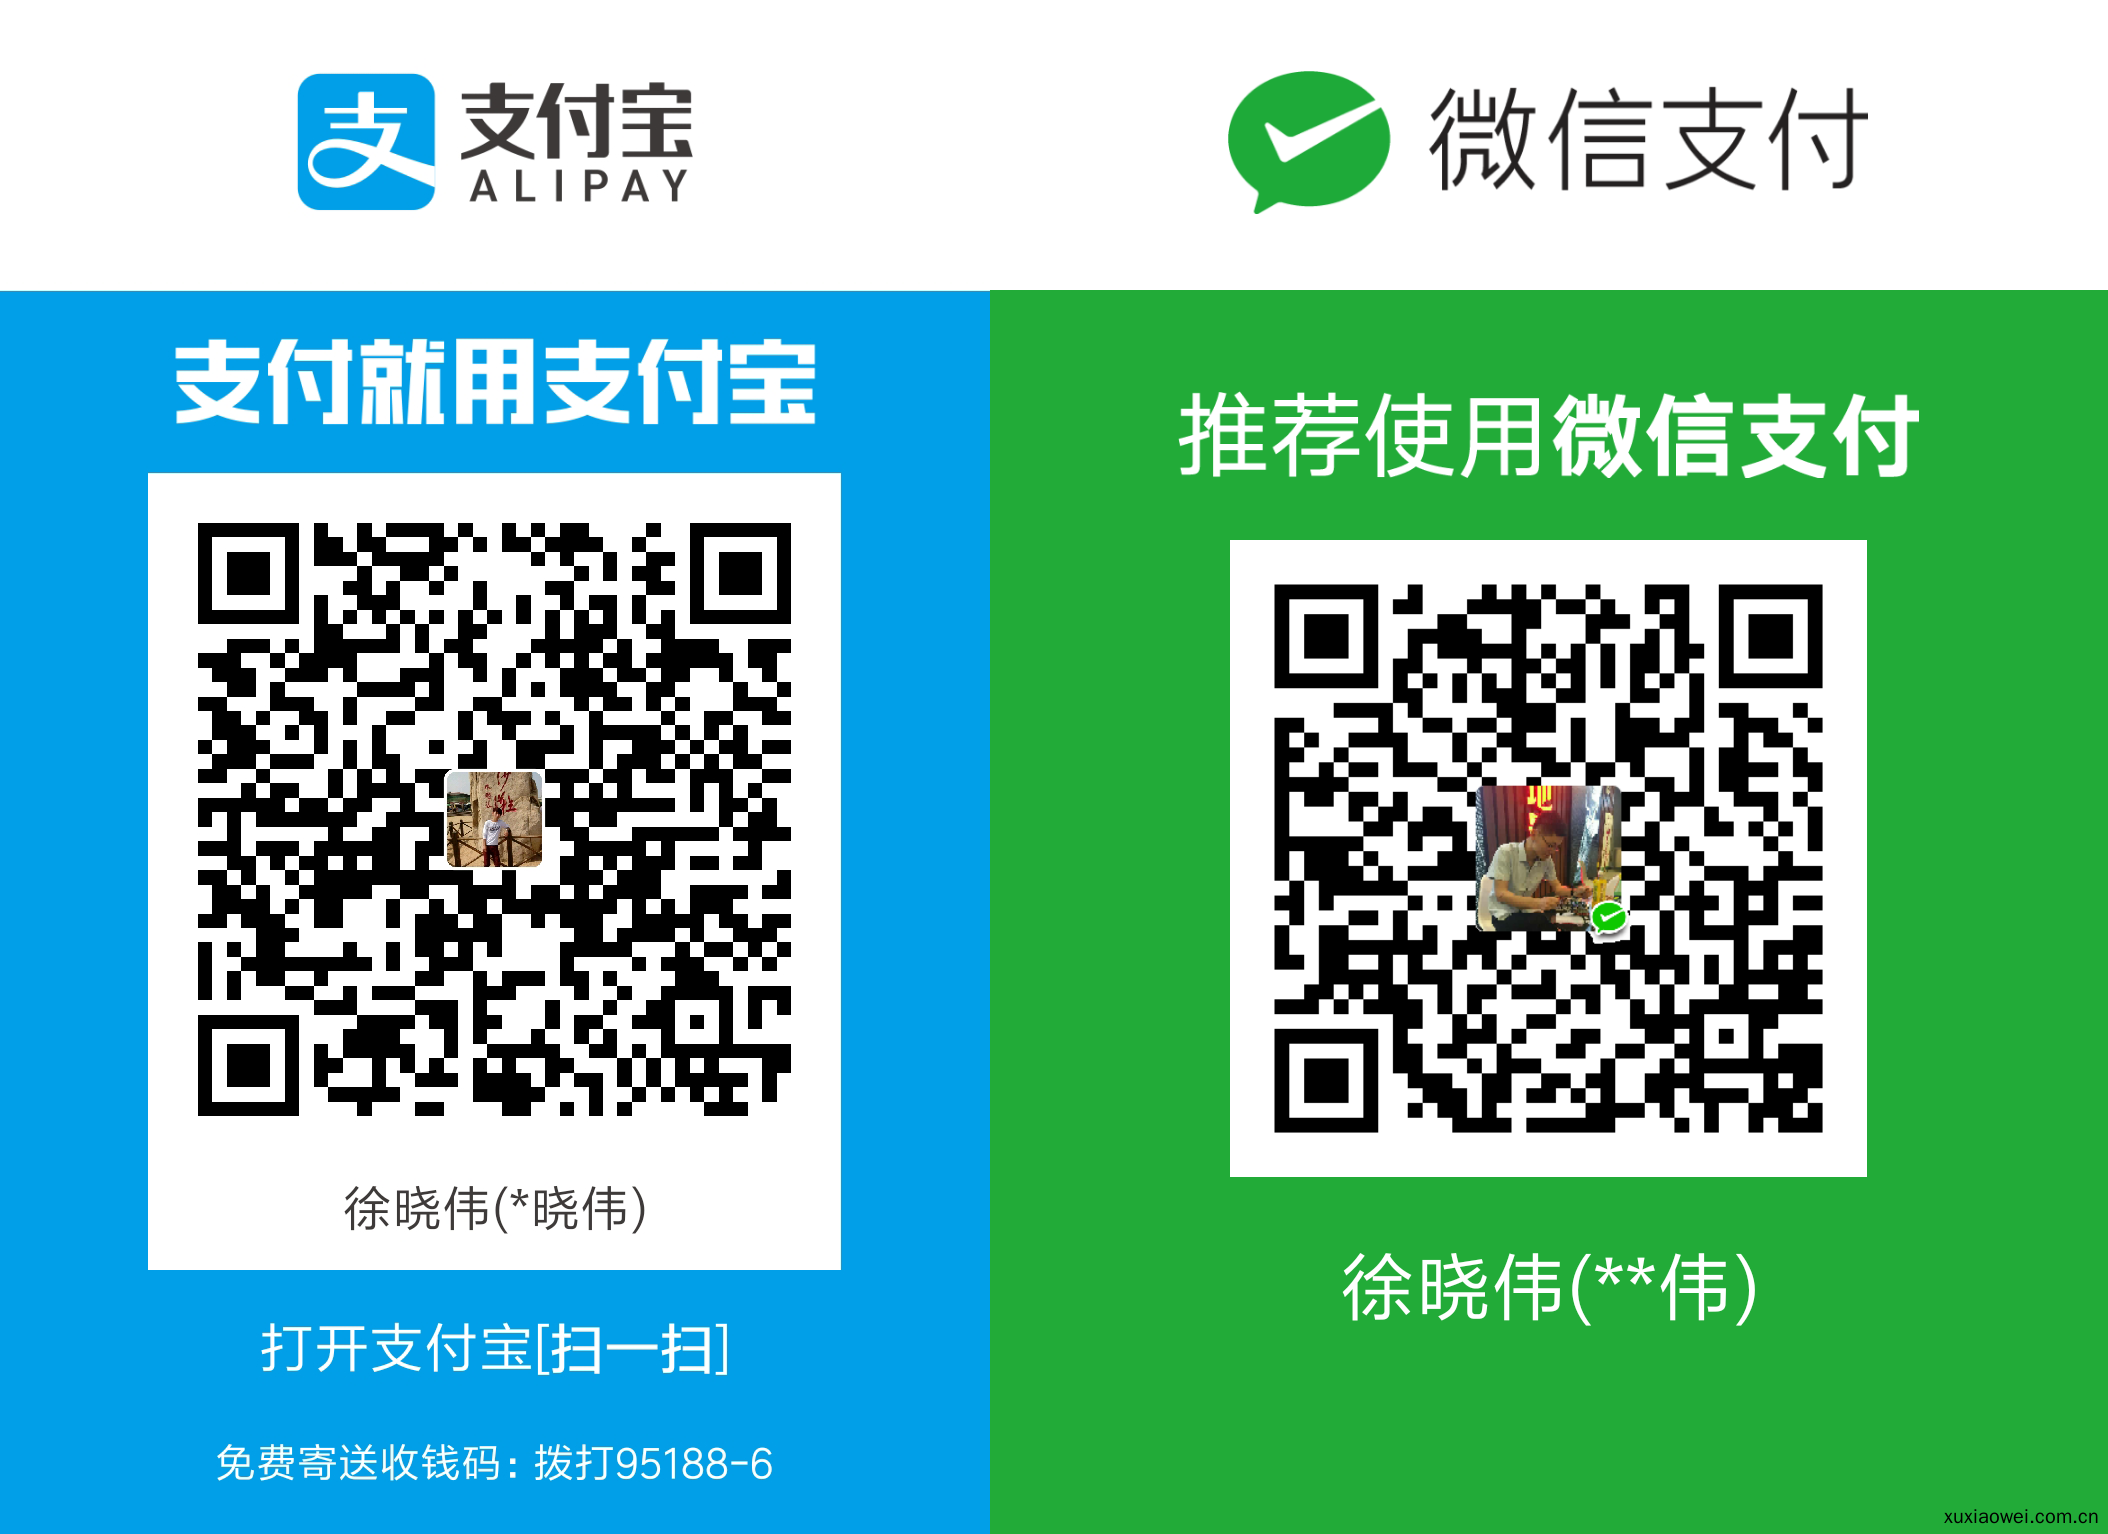 支付宝
ALIPAY
支付就用支付宝
徐晓伟(*晓伟)
打开支付宝[扫一扫]
免费寄送收钱码：拨打95188-6
微信支付
推荐使用微信支付
徐晓伟(**伟)
xuxiaowei.com.cn